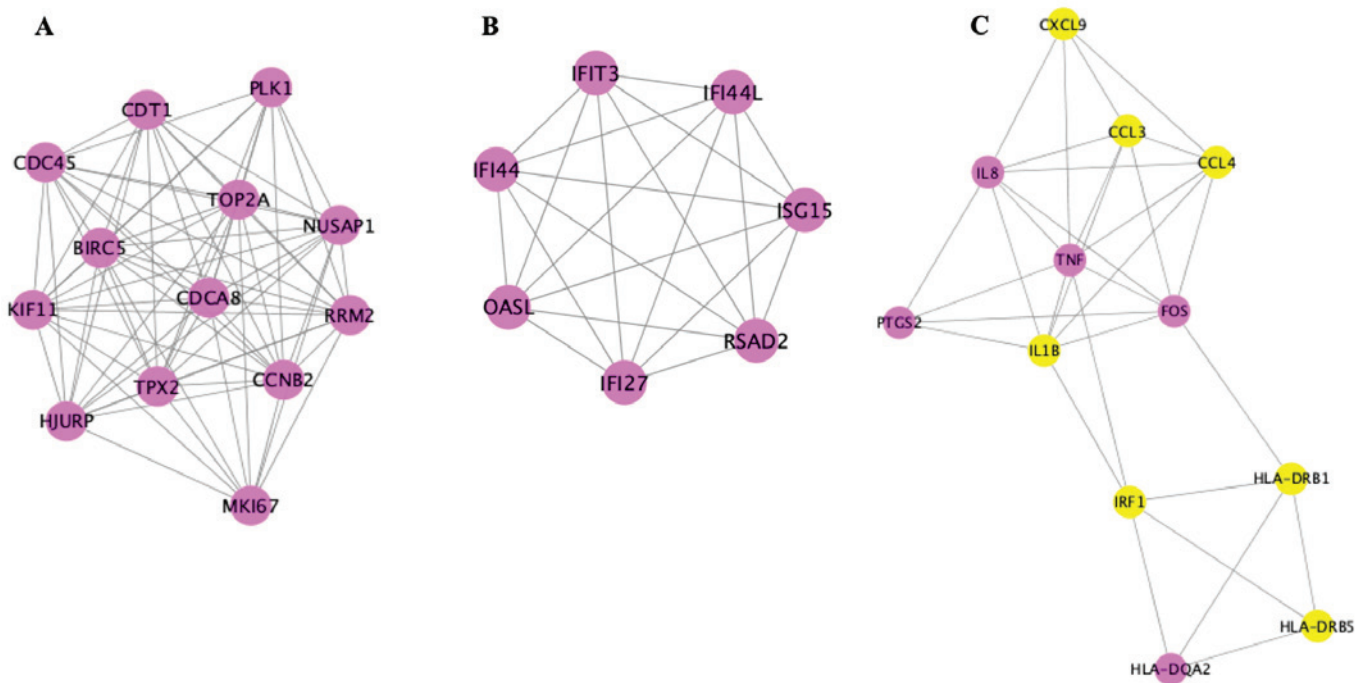 A
PLK1
CDT1
CDC45
TOP2A
NUSAP1
BIRC5
CDCA8
KIF11
RRM2
TPX2
CCNB2
HJURP
MKI67
B
IFIT3
IFI44L
IFI44
ISG15
OASL
RSAD2
IFI27
C
CXCL9
CCL3
CCL4
IL8
TNF
FOS
PTGS2
IL1B
HLA-DRB1
IRF1
HLA-DRB5
HLA-DQA2